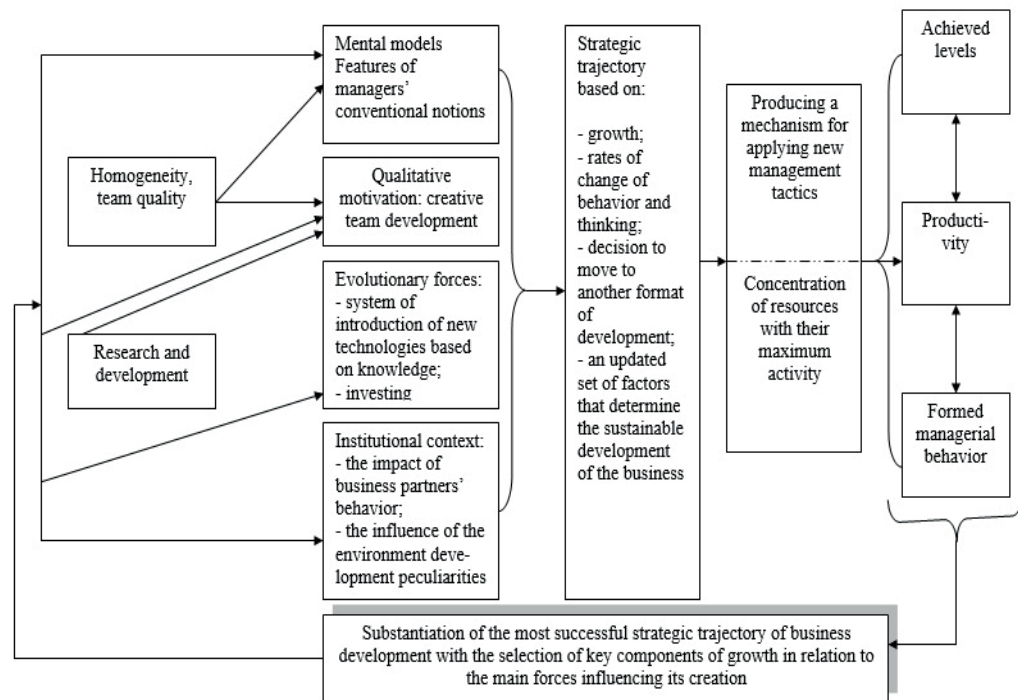 Mental models
Features of
managers’
conventional notions
Homogeneity,
team quality
Qualitative
motivation: creative
team development
Evolutionary forces:
- system of
introduction of new
technologies based
on knowledge;
- investing
Research and
development
Institutional context:
- the impact of
business partners’
behavior;
- the influence of the
environment deve-
lopment peculiarities
Strategic
trajectory
based on:
- growth;
- rates of
change of
behavior and
thinking;
- decision to
move to
another format
of
development;
- an updated
set of factors
that determine
the sustainable
development
of the business
Producing a
mechanism for
applying new
management
tactics
Concentration
of resources
with their
maximum
activity
Achieved
levels
Producti-
vity
Formed
managerial
behavior
Substantiation of the most successful strategic trajectory of business
development with the selection of key components of growth in relation to
the main forces influencing its creation